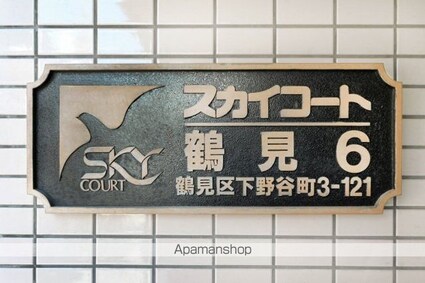 スカイコート
鶴見 6
鶴見区下野谷町3-121
SKY
COURT
Apamanshop